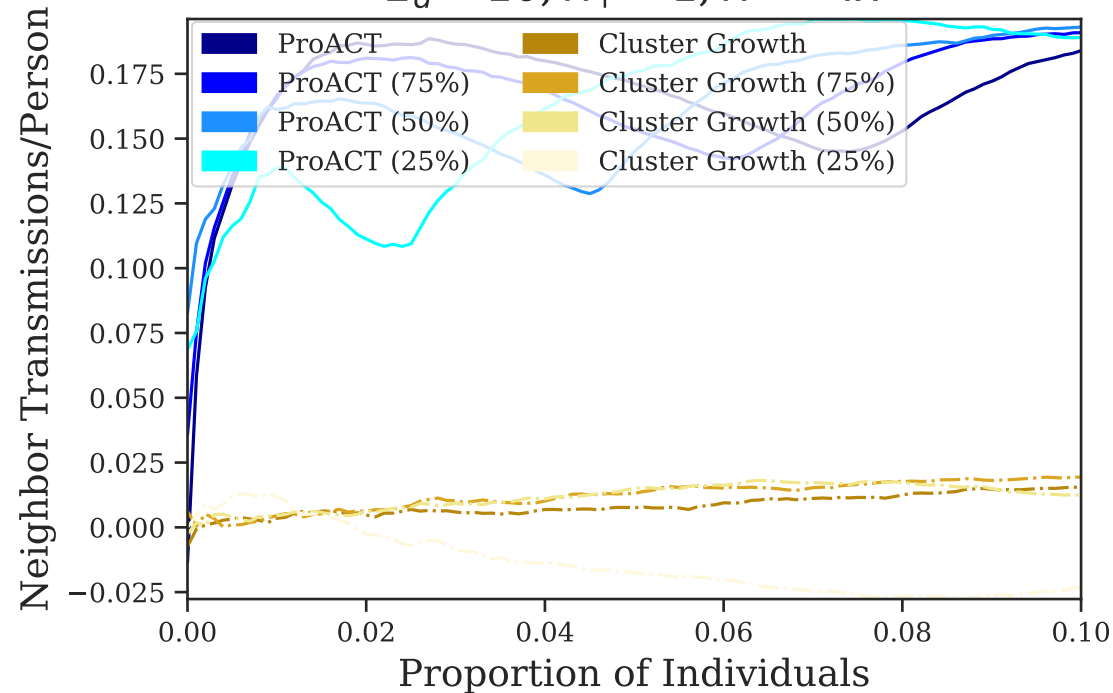 Neighbor Transmissions/Person
0.175
0.150
0.125
0.100
0.075
0.050
0.025
0.000
−0.025
ProACT
ProACT (75%)
ProACT (50%)
ProACT (25%)
Cluster Growth
Cluster Growth (75%)
Cluster Growth (50%)
Cluster Growth (25%)
0.00 0.02 0.04 0.06 0.08 0.10
Proportion of Individuals